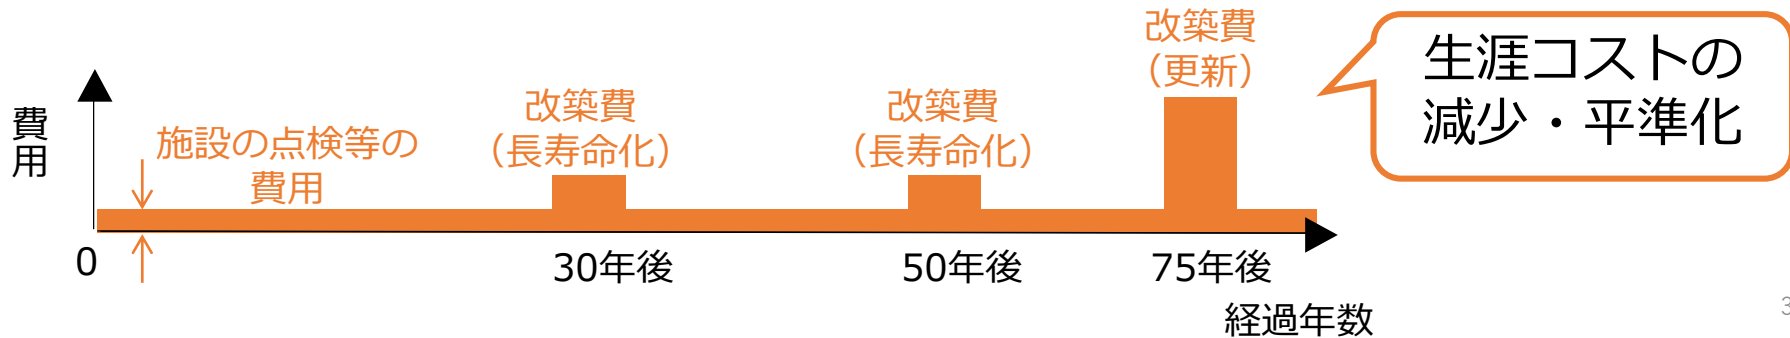 費用
施設の点検等の
費用
改築費
（長寿命化）
改築費
（長寿命化）
改築費
（更新）
生涯コストの
減少・平準化
0
30年後
50年後
75年後
経過年数
3